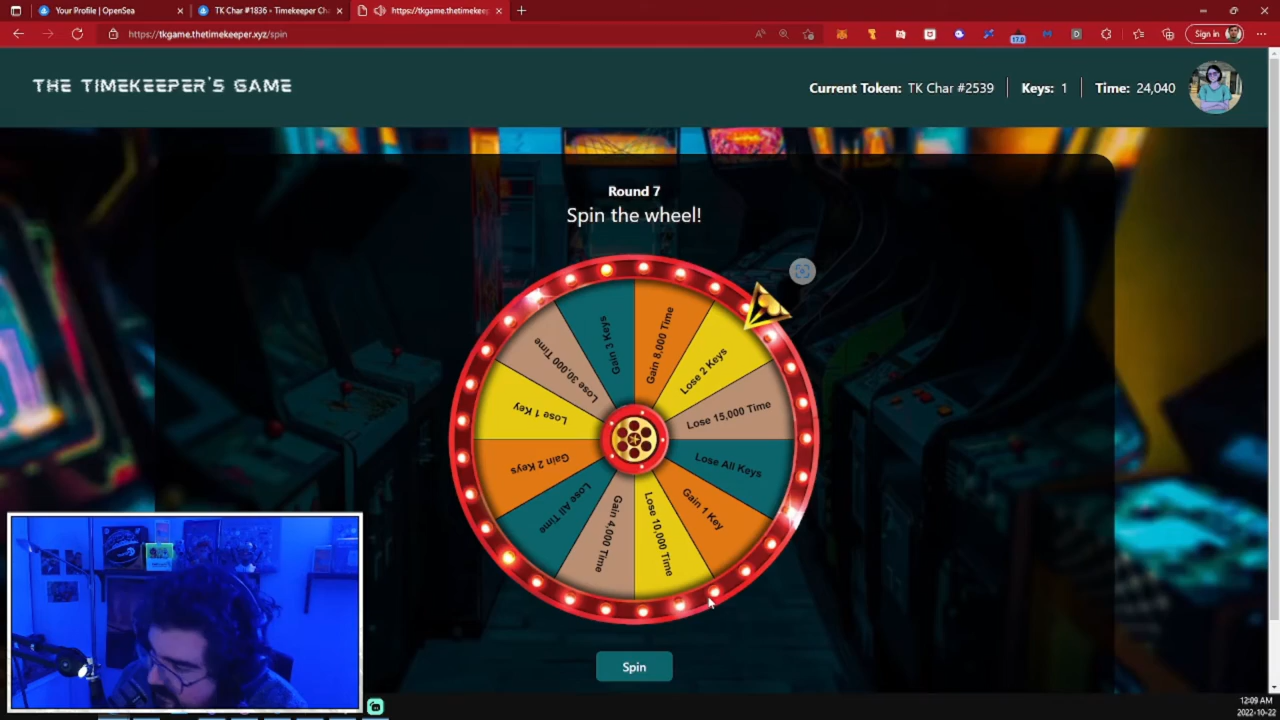 Your Profile | OpenSea
TK Char #1836 • Timekeeper Ch
https://tkgame.thetimekeepe
https://tkgame.thetimekeeper.xyz/spin
17.0
Sign in
THE TIMEKEEPER'S GAME
Current Token: TK Char #2539
Keys: 1
Time: 24,040
Round 7
Spin the wheel!
Gain 8,000 Time
Lose 2 Keys
Lose 15,000 Time
Lose All Keys
Gain 1 Key
Lose 10,000 Time
Gain 4,000 Time
Lose All Time
Gain 2 Keys
Lose 1 Key
Lose 30,000 Time
Gain 3 Keys
Spin
12:09 AM
2022-10-22